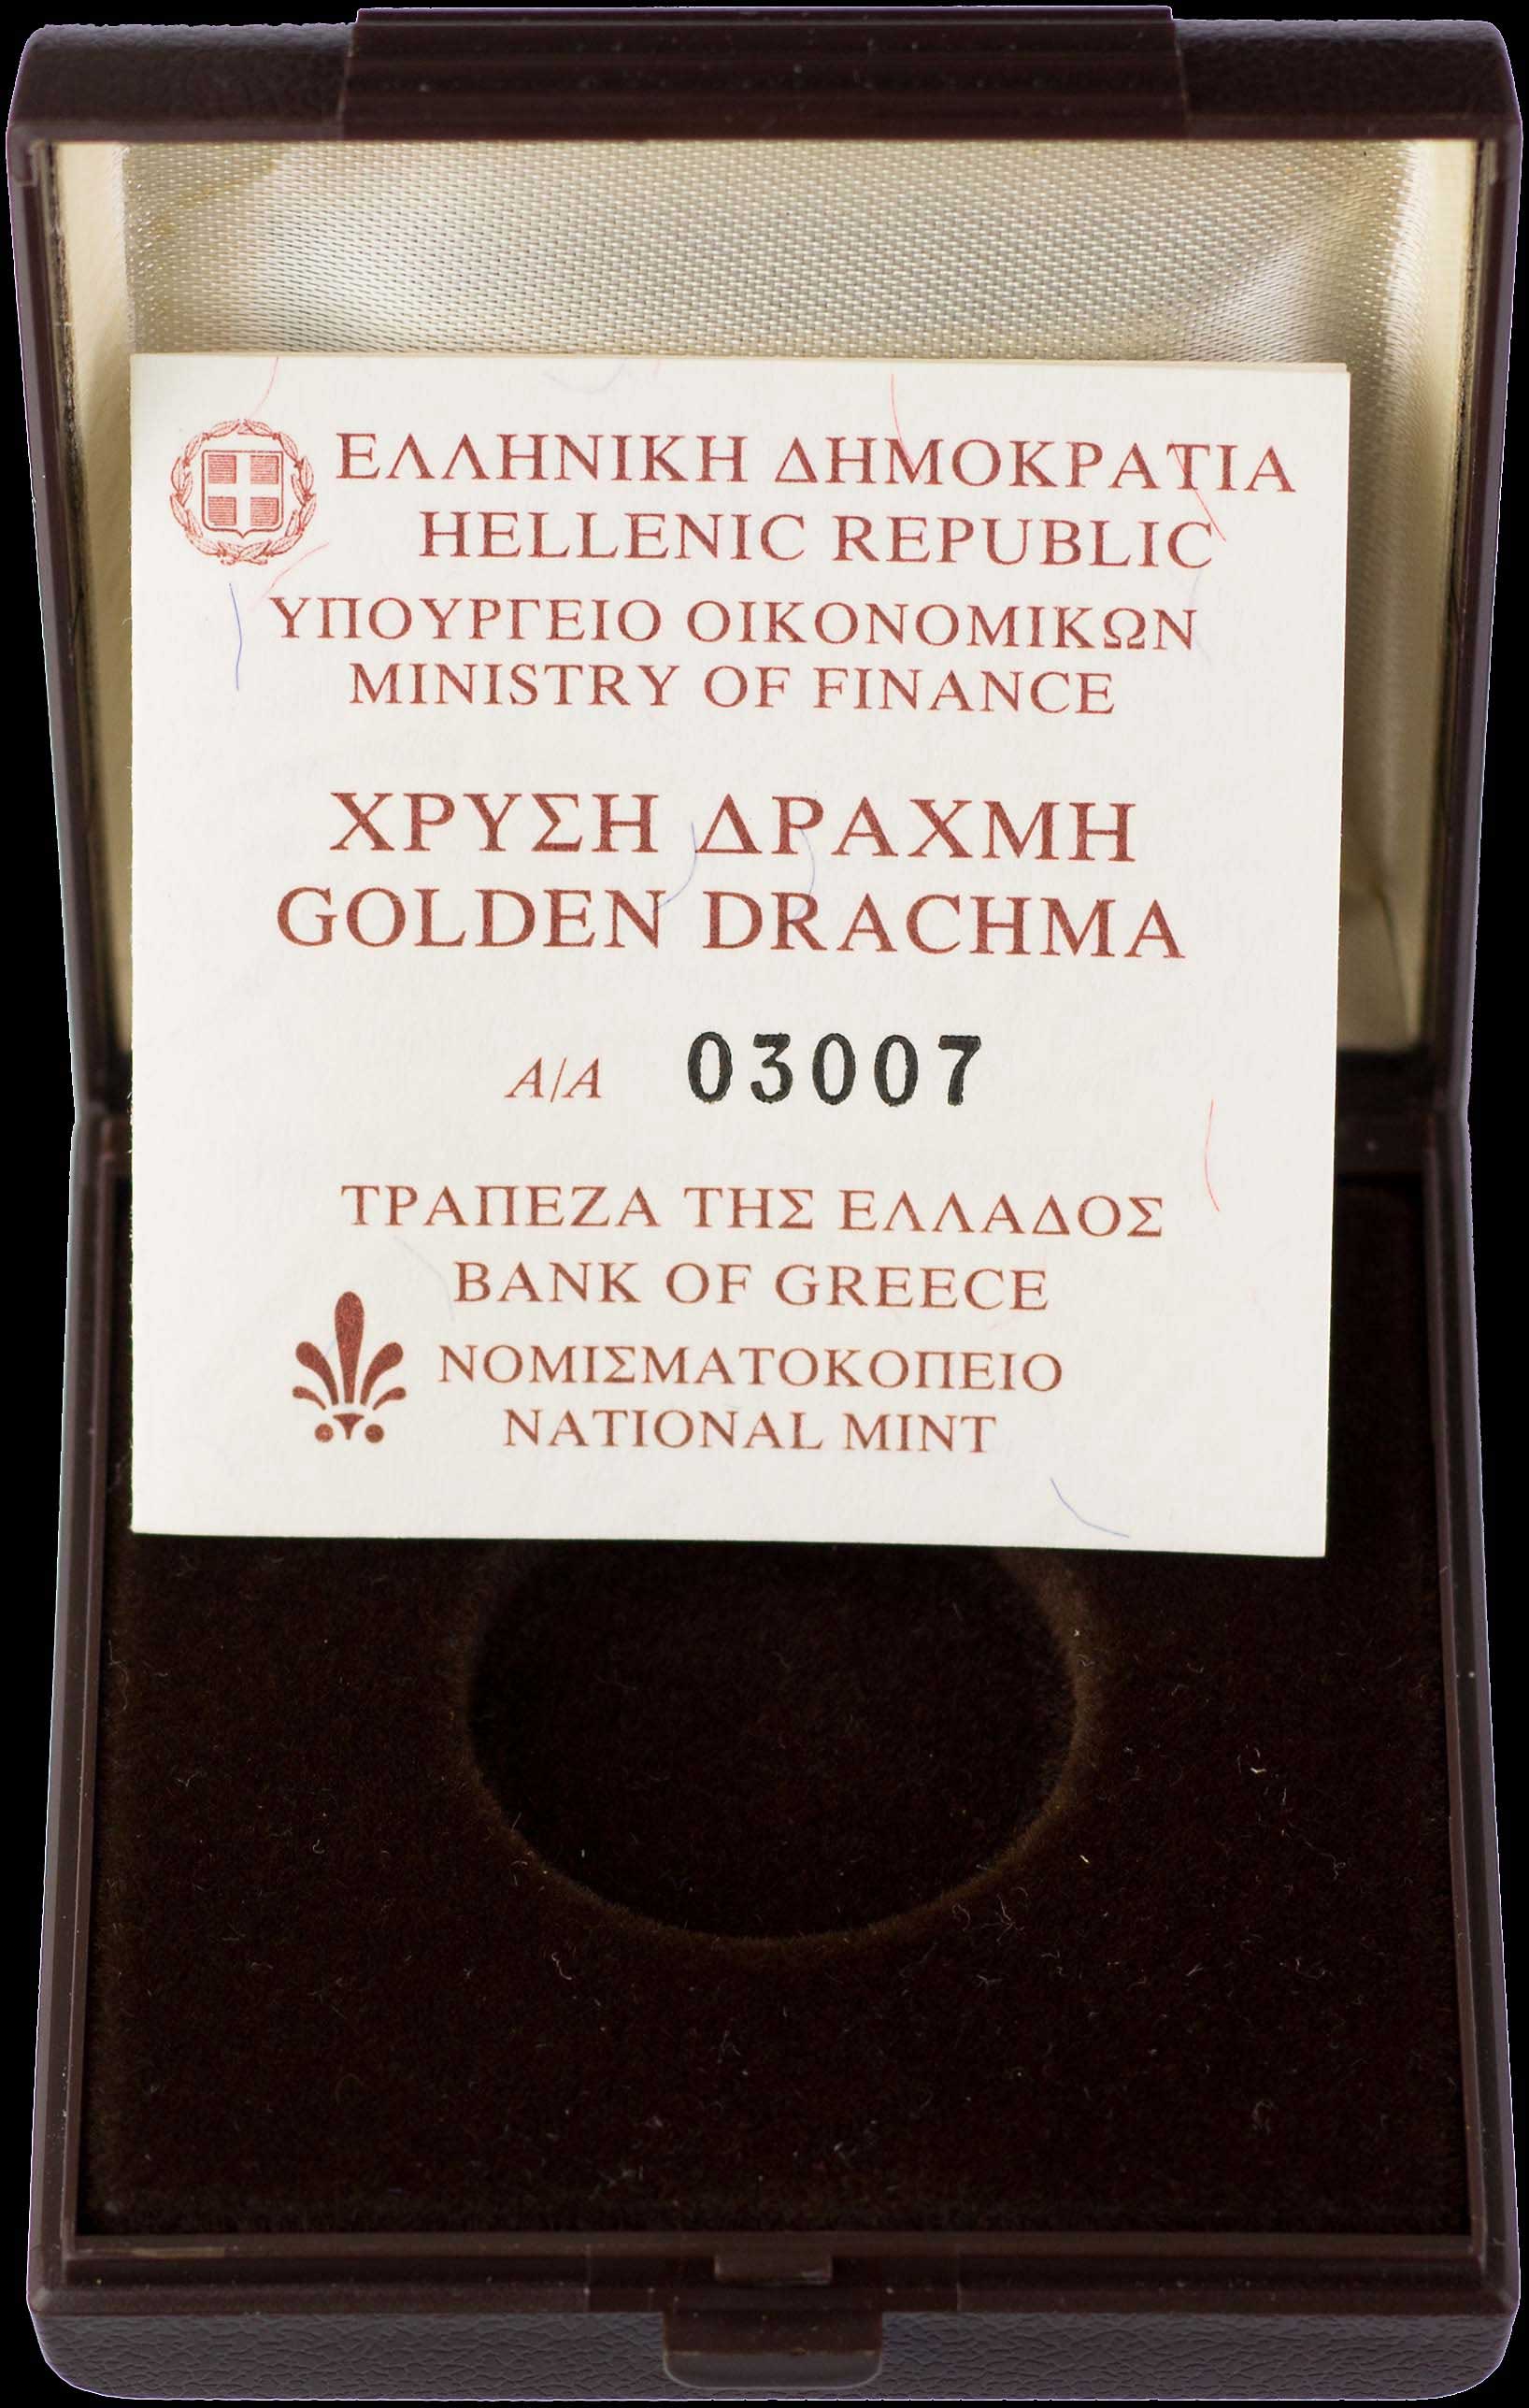 ΕΛΛΗΝΙΚΗ ΔΗΜΟΚΡΑΤΙΑ
HELLENIC REPUBLIC
ΥΠΟΥΡΓΕΙΟ ΟΙΚΟΝΟΜΙΚΩΝ
MINISTRY OF FINANCE
ΧΡΥΣΗ ΔΡΑΧΜΗ
GOLDEN DRACHMA
Α/Α 03007
ΤΡΑΠΕΖΑ ΤΗΣ ΕΛΛΑΔΟΣ
BANK OF GREECE
ΝΟΜΙΣΜΑΤΟΚΟΠΕΙΟ
NATIONAL MINT